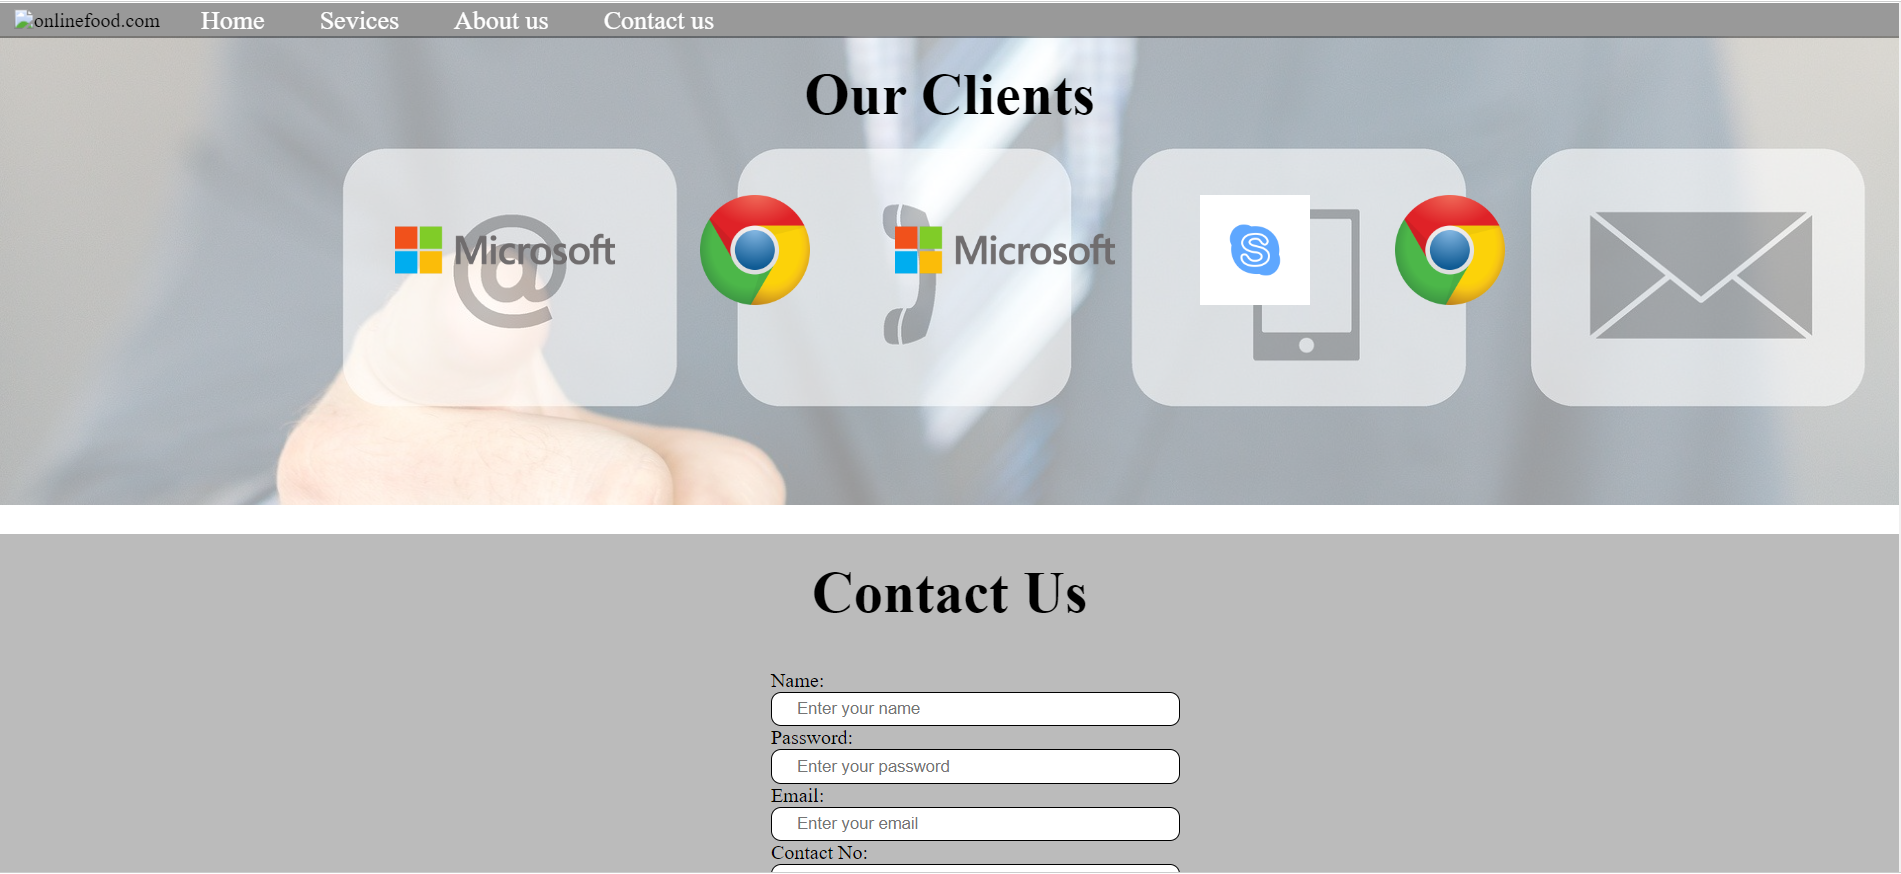 onlinefood.com Home Sevices About us Contact us
Our Clients
Microsoft @ Microsoft S
Contact Us
Name:
Enter your name
Password:
Enter your password
Email:
Enter your email
Contact No: